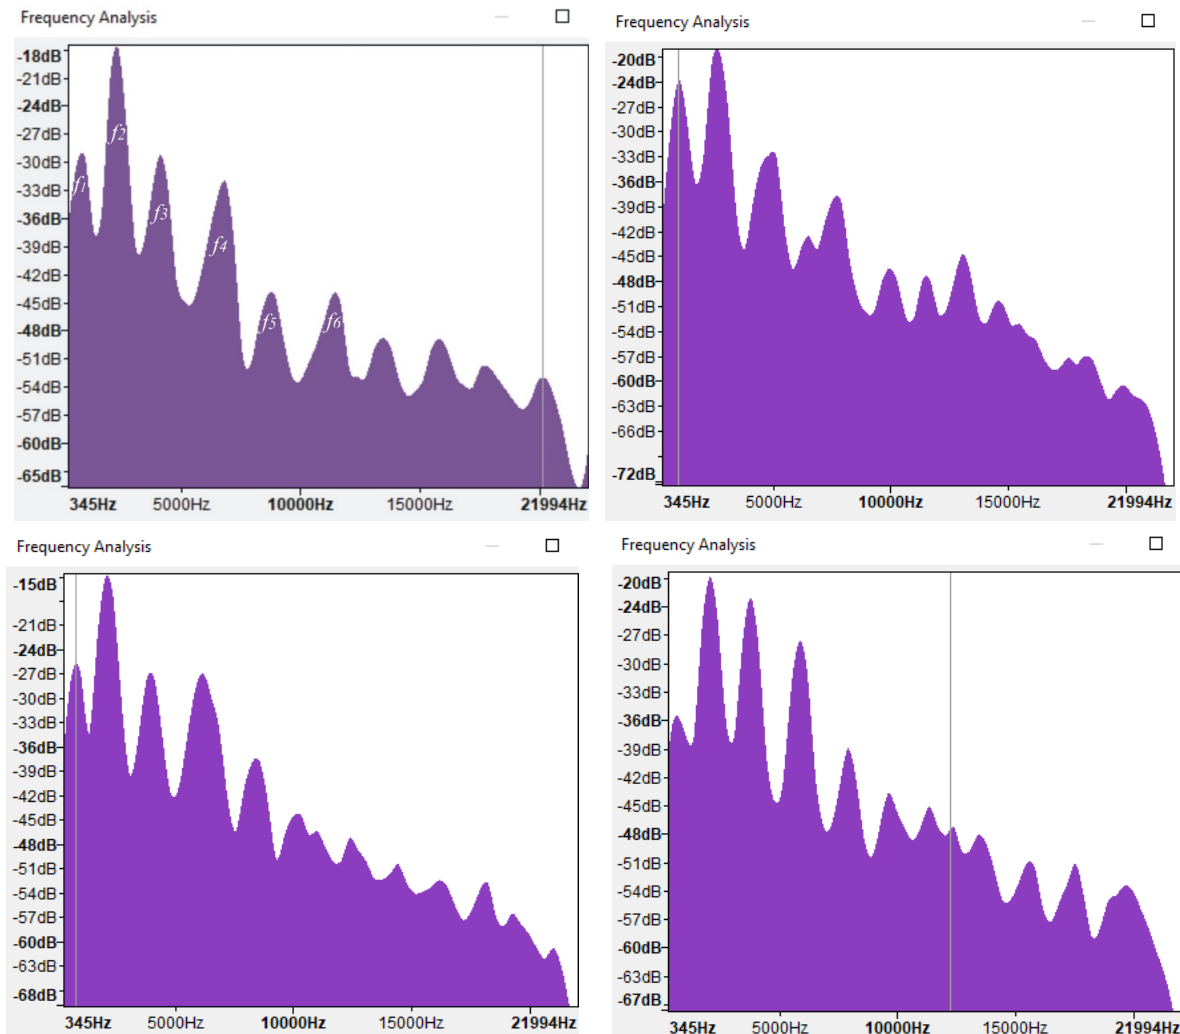 Frequency Analysis
-18dB
-21dB
-24dB
-27dB
-30dB
-33dB
-36dB
-39dB
-42dB
-45dB
-48dB
-51dB
-54dB
-57dB
-60dB
-65dB
f1
f2
f3
f4
f5
f6
345Hz 5000Hz 10000Hz 15000Hz 21994Hz
Frequency Analysis
-20dB
-24dB
-27dB
-30dB
-33dB
-36dB
-39dB
-42dB
-45dB
-48dB
-51dB
-54dB
-57dB
-60dB
-63dB
-66dB
-72dB
345Hz 5000Hz 10000Hz 15000Hz 21994Hz
Frequency Analysis
-15dB
-21dB
-24dB
-27dB
-30dB
-33dB
-36dB
-39dB
-42dB
-45dB
-48dB
-51dB
-54dB
-57dB
-60dB
-63dB
-68dB
345Hz 5000Hz 10000Hz 15000Hz 21994Hz
Frequency Analysis
-20dB
-24dB
-27dB
-30dB
-33dB
-36dB
-39dB
-42dB
-45dB
-48dB
-51dB
-54dB
-57dB
-60dB
-63dB
-67dB
345Hz 5000Hz 10000Hz 15000Hz 21994Hz